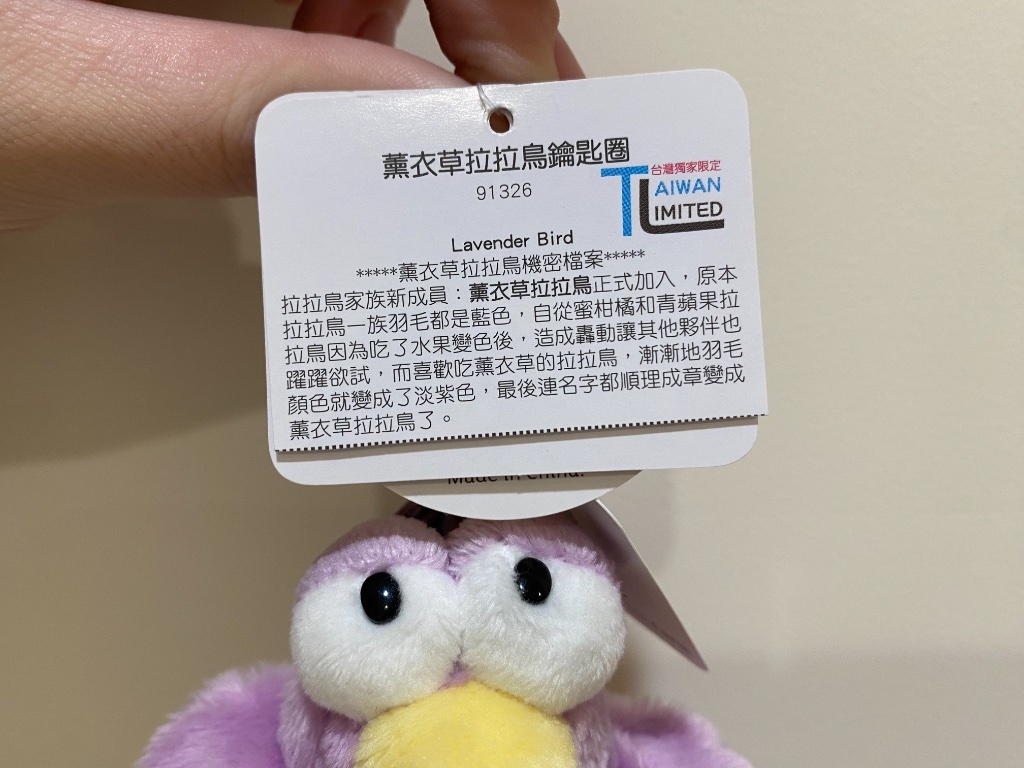 薰衣草拉拉鳥鑰匙圈
91326
台灣獨家限定
TAIWAN
LIMITED
Lavender Bird
*****薰衣草拉拉鳥機密檔案*****
拉拉鳥家族新成員：薰衣草拉拉鳥正式加入，原本
拉拉鳥一族羽毛都是藍色，自從蜜柑橘和青蘋果拉
拉鳥因為吃了水果變色後，造成轟動讓其他夥伴也
躍躍欲試，而喜歡吃薰衣草的拉拉鳥，漸漸地羽毛
顏色就變成了淡紫色，最後連名字都順理成章變成
薰衣草拉拉鳥了。
Made in China.